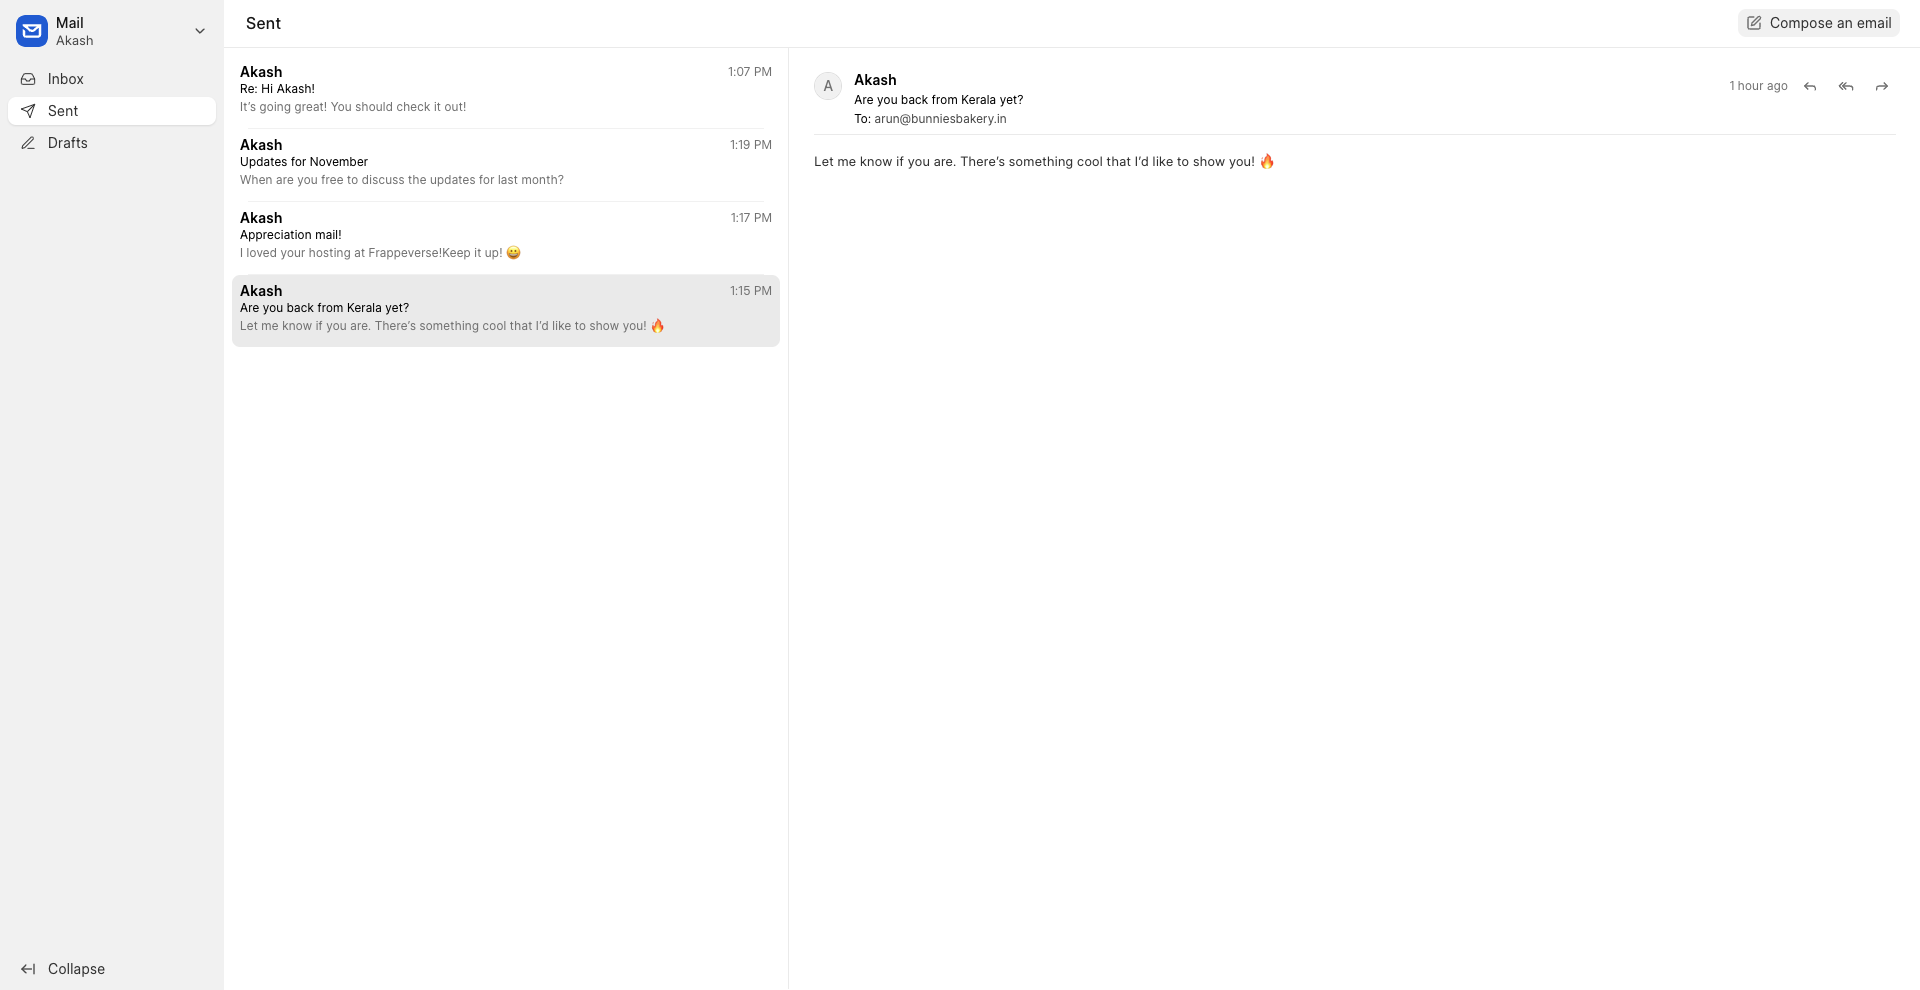 Mail
Akash
Inbox
Sent
Drafts
Collapse
Sent
Compose an email
Akash 1:07 PM
Re: Hi Akash!
It's going great! You should check it out!
Akash 1:19 PM
Updates for November
When are you free to discuss the updates for last month?
Akash 1:17 PM
Appreciation mail!
I loved your hosting at Frappeverse!Keep it up! 😀
Akash 1:15 PM
Are you back from Kerala yet?
Let me know if you are. There's something cool that I'd like to show you! 🔥
A
Akash 1 hour ago
Are you back from Kerala yet?
To: arun@bunniesbakery.in
Let me know if you are. There's something cool that I'd like to show you! 🔥